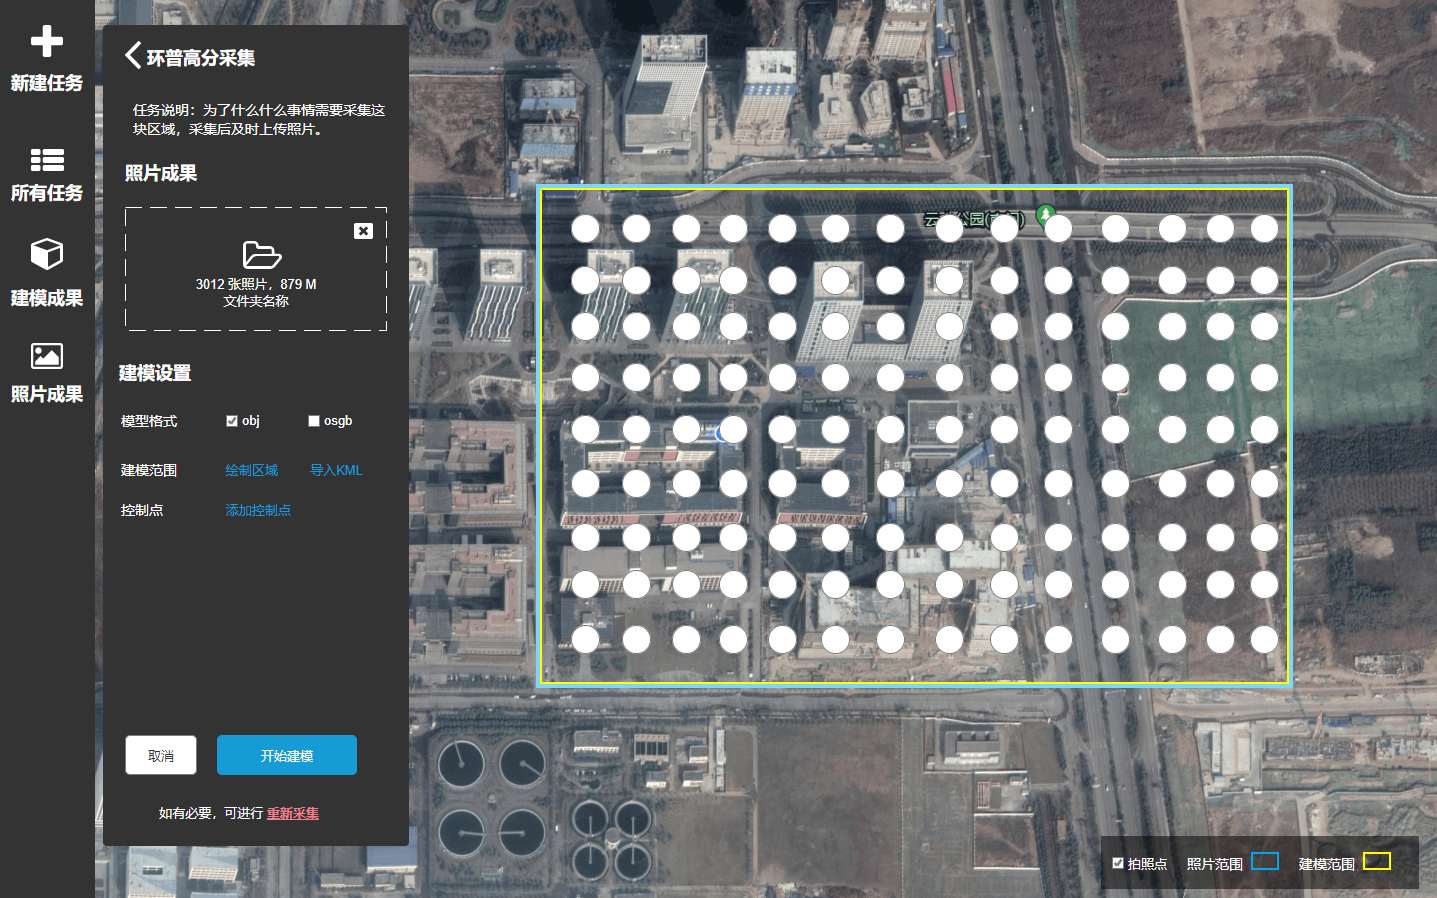 新建任务
所有任务
建模成果
照片成果
环普高分采集
任务说明：为了什么什么事情需要采集这
块区域，采集后及时上传照片。
照片成果
3012 张照片，879 M
文件夹名称
建模设置
模型格式 obj osgb
建模范围 绘制区域 导入KML
控制点 添加控制点
取消 开始建模
如有必要，可进行 重新采集
公园
拍照点 照片范围 建模范围